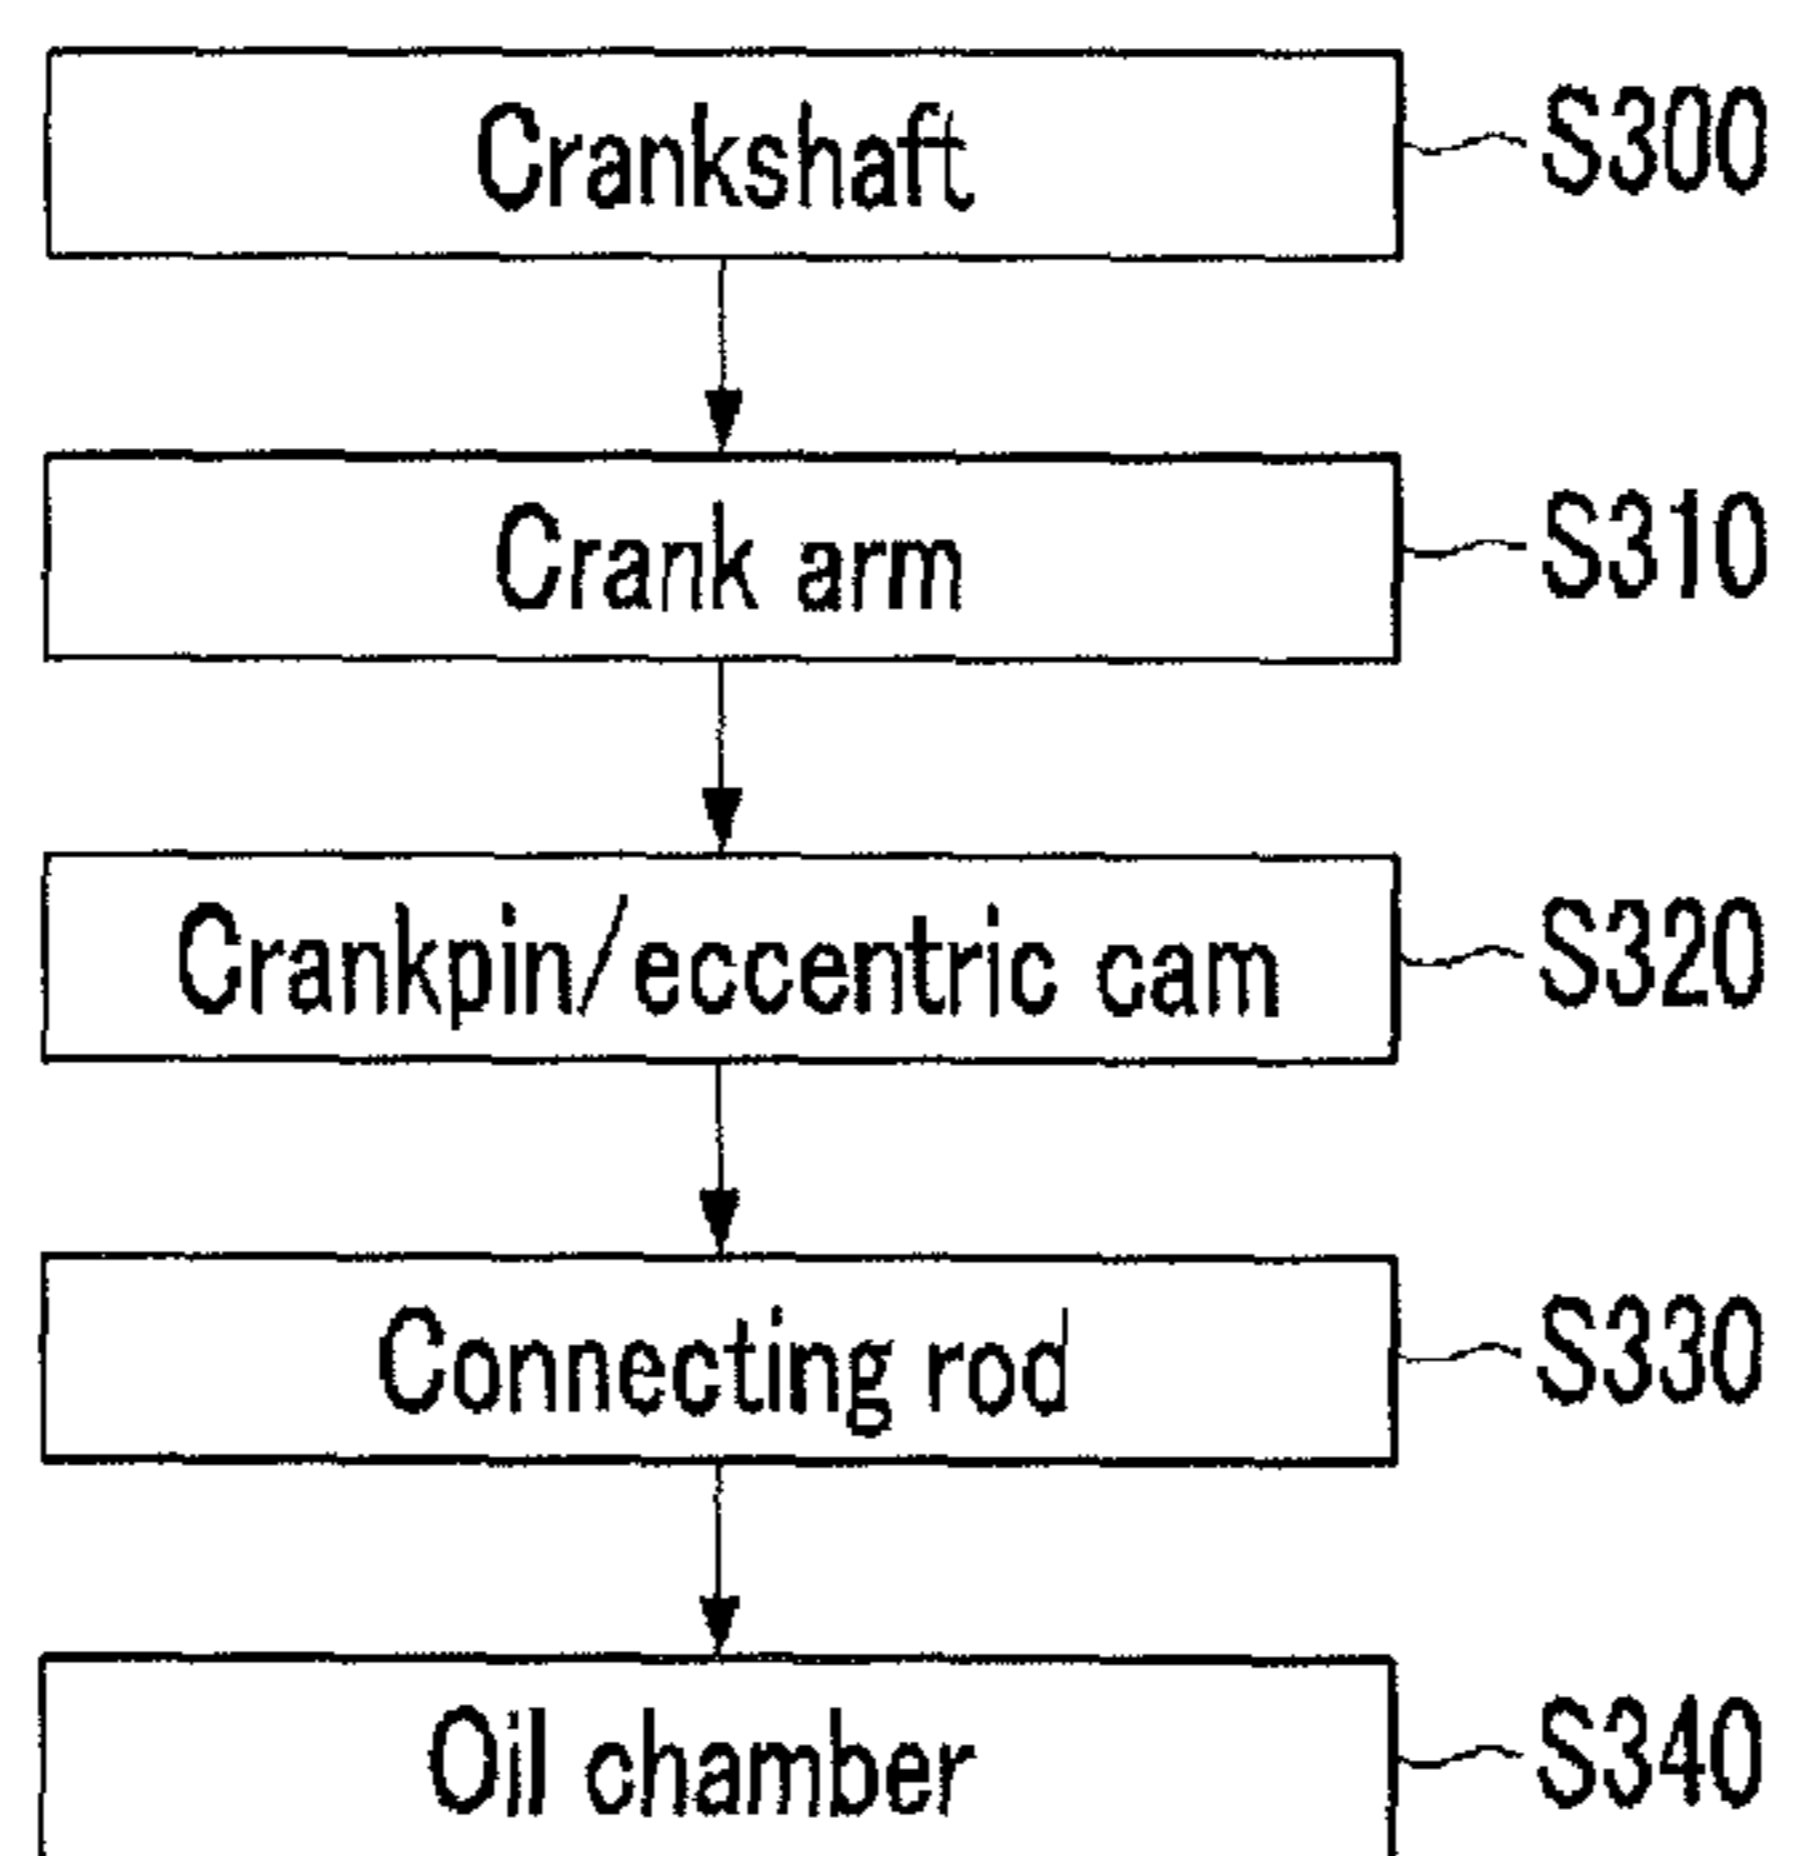 Crankshaft S300
Crank arm S310
Crankpin/eccentric cam S320
Connecting rod S330
Oil chamber S340